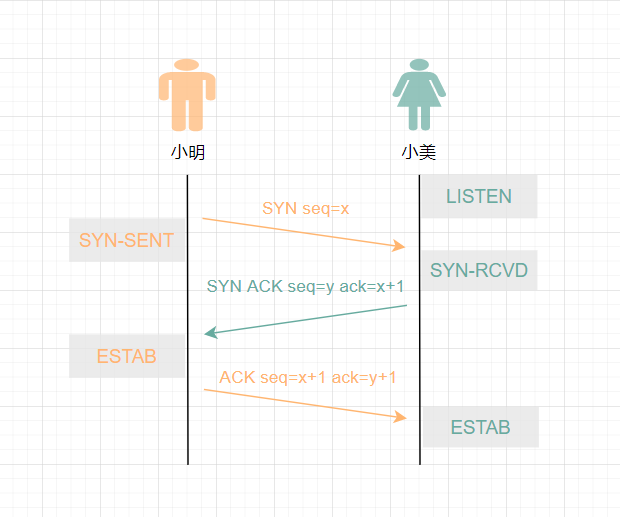 小明
小美
LISTEN
SYN seq=x
SYN-SENT
SYN-RCVD
SYN ACK seq=y ack=x+1
ESTAB
ACK seq=x+1 ack=y+1
ESTAB